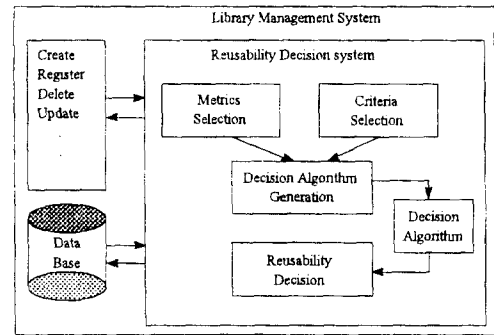 Library Management System
Create
Register
Delete
Update
.
.
Reusability Decision system
Metrics
Selection
Criteria
Selection
Decision Algorithm
Generation
Decision
Algorithm
Reusability
Decision
Data
Base